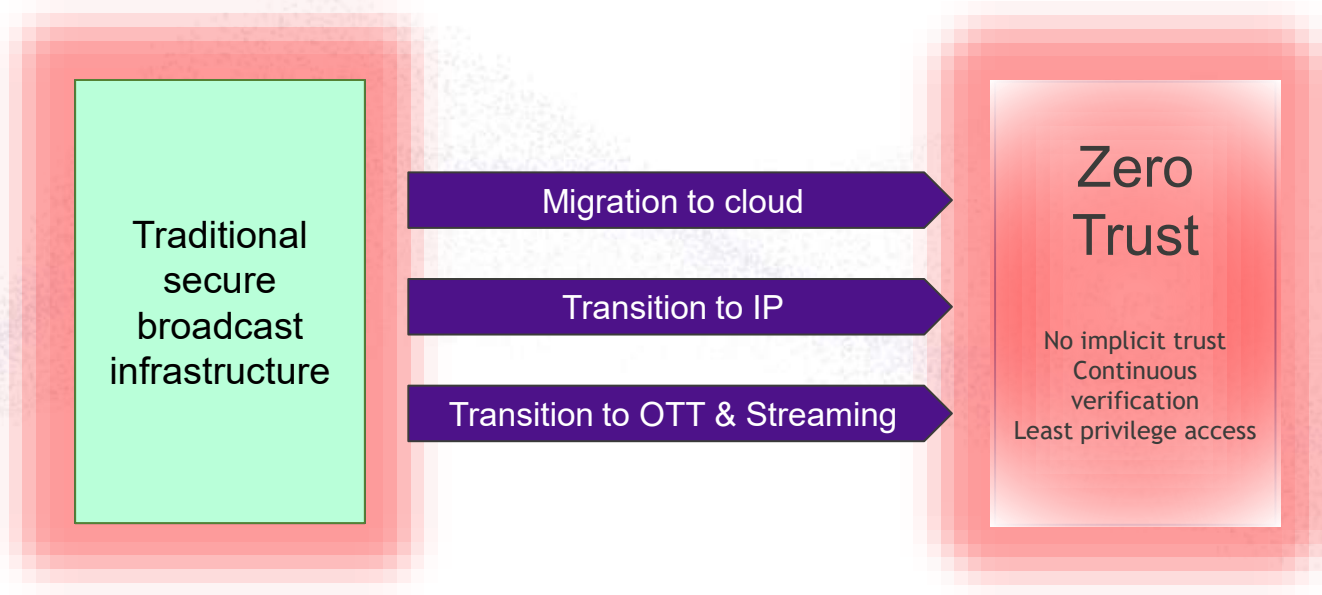 Traditional
secure
broadcast
infrastructure
Migration to cloud
Transition to IP
Transition to OTT & Streaming
Zero
Trust
No implicit trust
Continuous
verification
Least privilege access